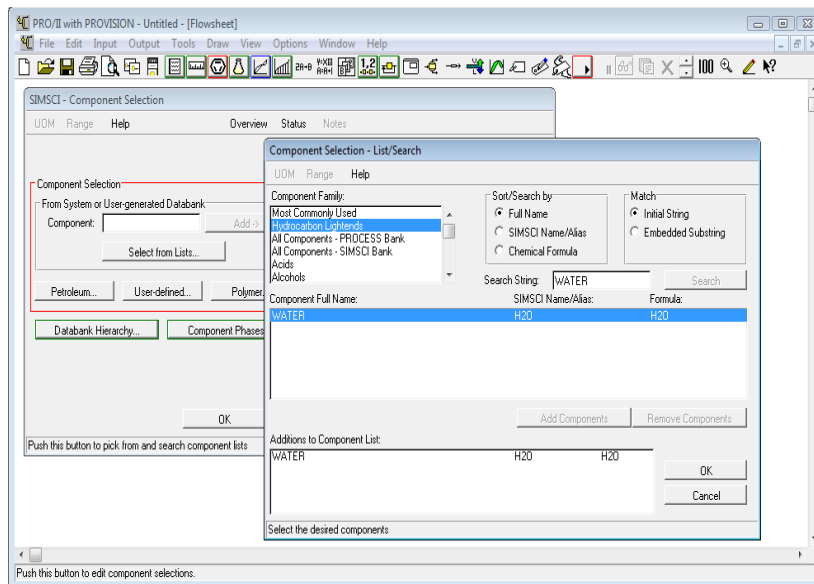 PRO/II with PROVISION - Untitled - [Flowsheet]
File Edit Input Output Tools Draw View Options Window Help
SIMSCI - Component Selection
UOM Range Help Overview Status Notes
Component Selection
From System or User-generated Databank
Component: Add ->
Select from Lists...
Petroleum... User-defined... Polymer.
Databank Hierarchy... Component Phases
OK
Push this button to pick from and search component lists
Component Selection - List/Search
UOM Range Help
Component Family:
Most Commonly Used
Hydrocarbon Lightends
All Components - PROCESS Bank
All Components - SIMSCI Bank
Acids
Alcohols
Sort/Search by
Full Name
SIMSCI Name/Alias
Chemical Formula
Match
Initial String
Embedded Substring
Search String: WATER Search
Component Full Name: SIMSCI Name/Alias: Formula:
WATER H2O H2O
Add Components Remove Components
Additions to Component List:
WATER H2O H2O
OK
Cancel
Select the desired components
Push this button to edit component selections.